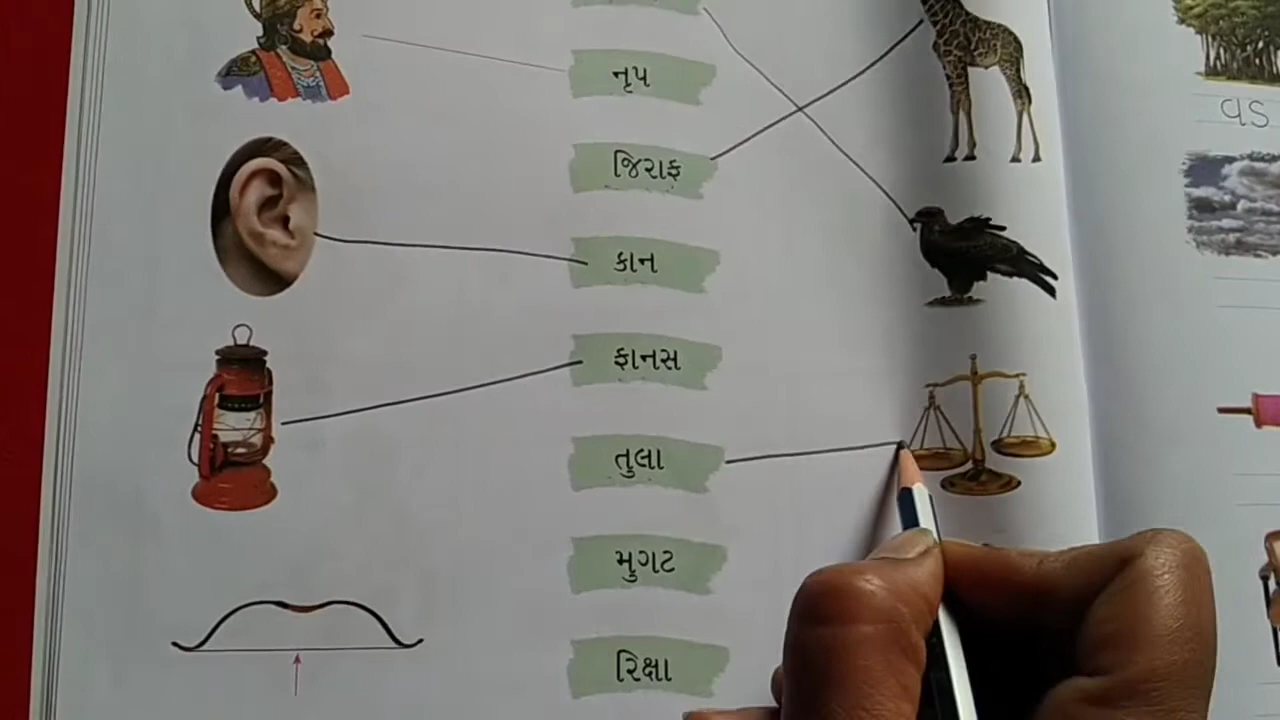 નૃપ
જિરાફ
કાન
ફાનસ
તુલા
મુગટ
રિક્ષા
વડ